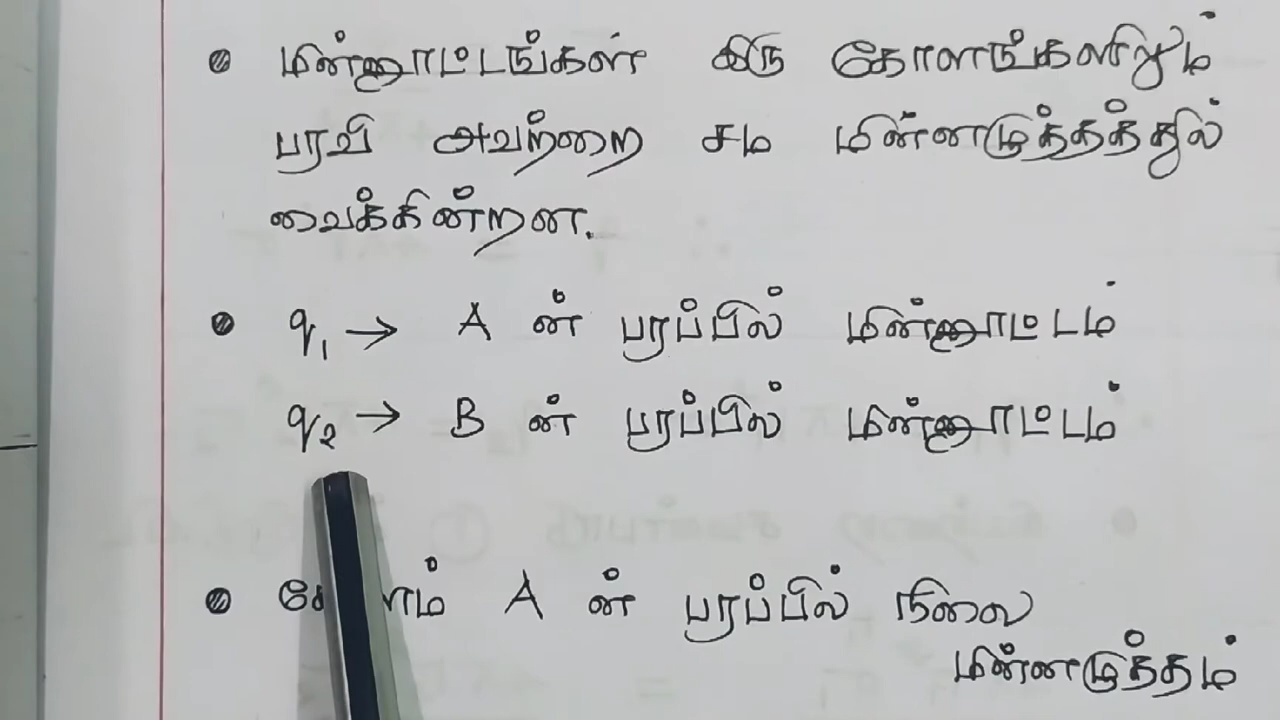 மின்னூட்டங்கள் இரு கோளங்களிலும்
பரவி அவற்றை சம மின்னழுத்தத்தில்
வைக்கின்றன.
q₁ → A ன் பரப்பில் மின்னூட்டம்
q₂ → B ன் பரப்பில் மின்னூட்டம்
A ன் பரப்பில் நிலை
மின்னழுத்தம்